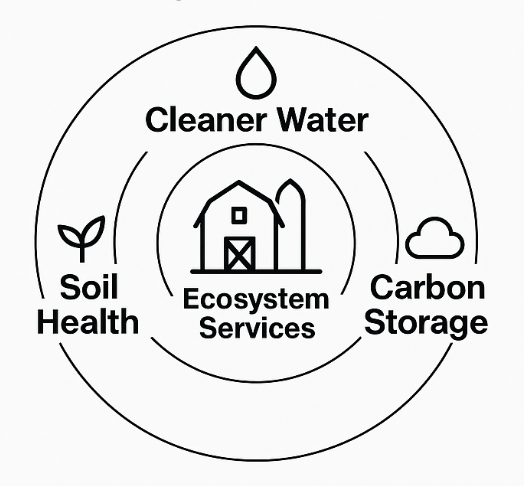 Cleaner Water
Soil
Health
Ecosystem
Services
Carbon
Storage